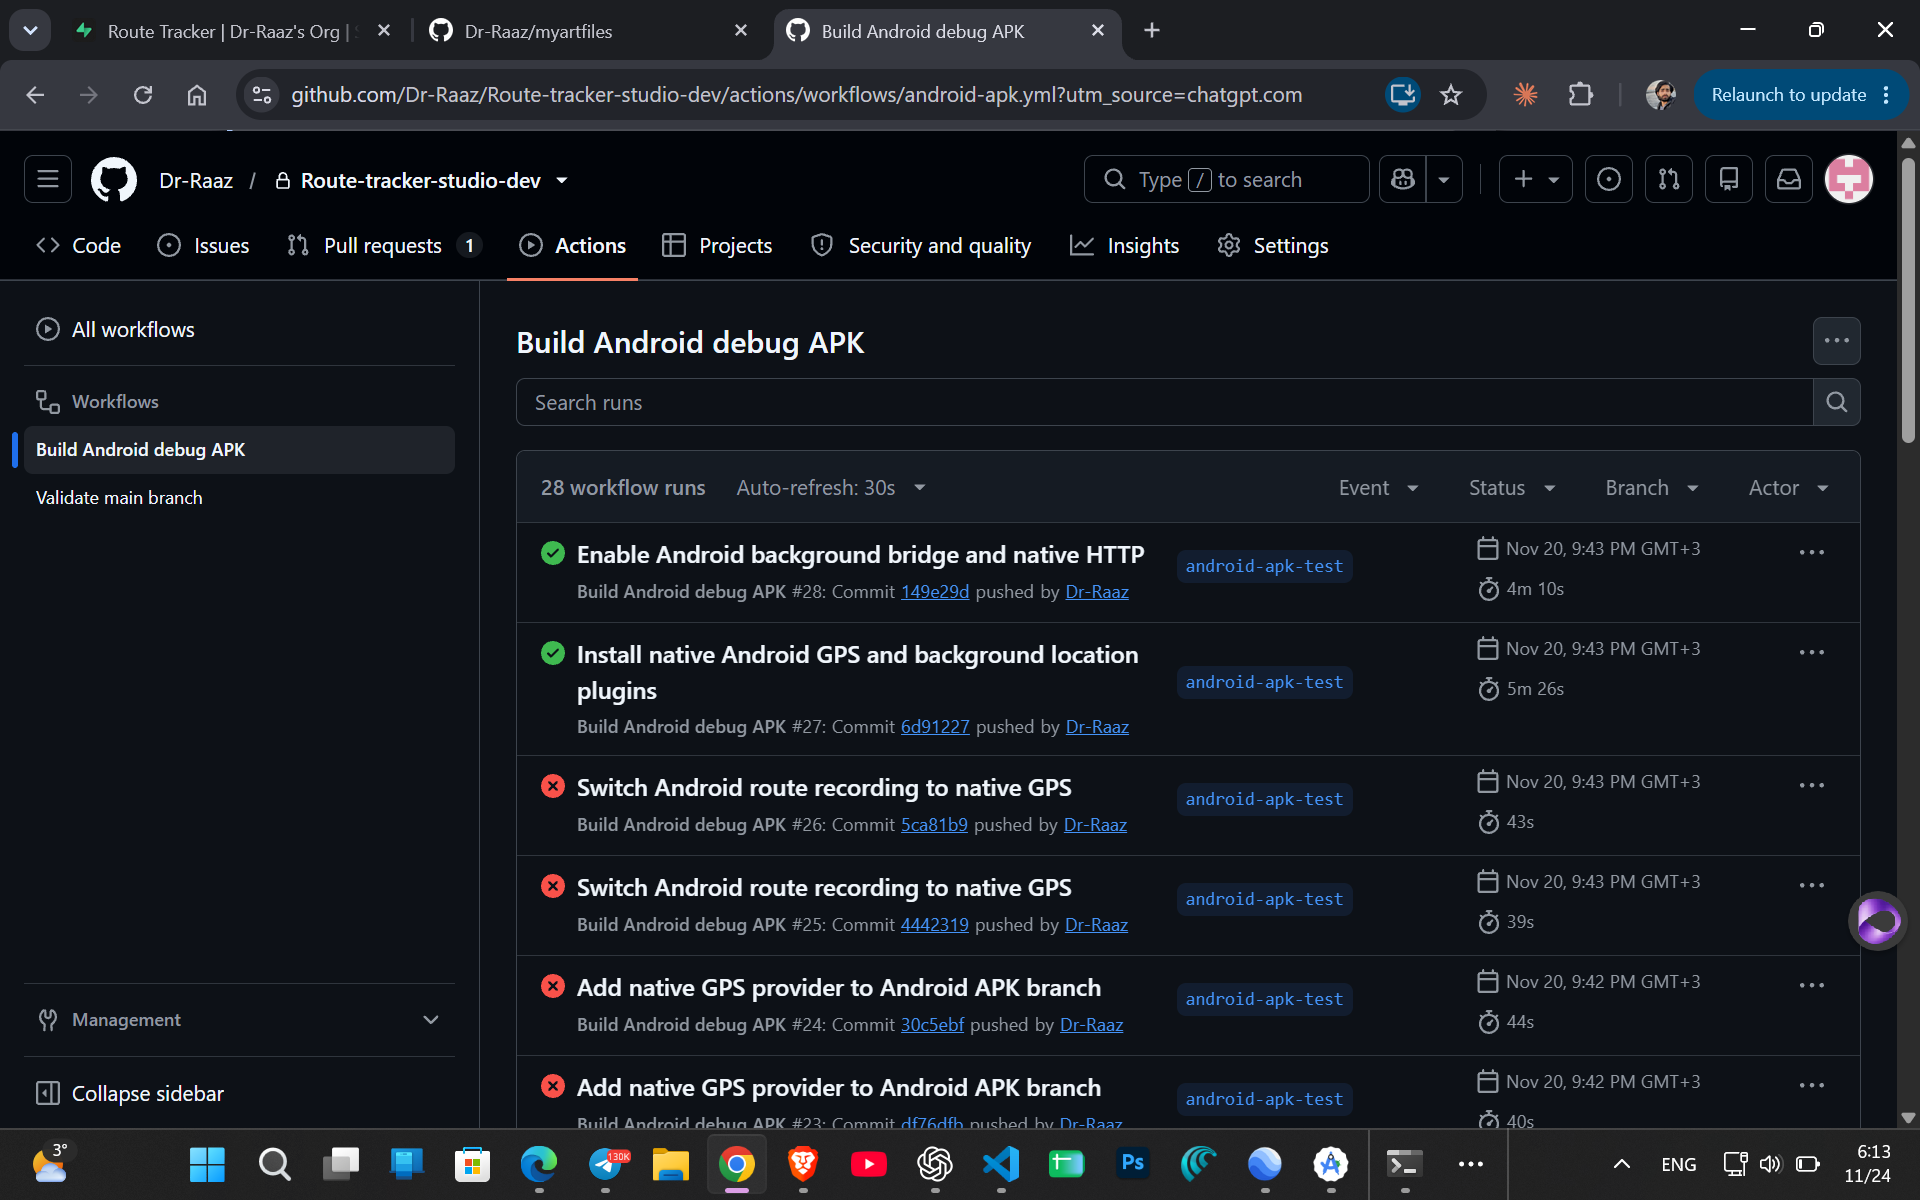 Route Tracker | Dr-Raaz's Org |
Dr-Raaz/myartfiles
Build Android debug APK
github.com/Dr-Raaz/Route-tracker-studio-dev/actions/workflows/android-apk.yml?utm_source=chatgpt.com
Relaunch to update
Dr-Raaz / Route-tracker-studio-dev
Type / to search
Code
Issues
Pull requests 1
Actions
Projects
Security and quality
Insights
Settings
All workflows
Workflows
Build Android debug APK
Validate main branch
Management
Collapse sidebar
Build Android debug APK
Search runs
28 workflow runs
Auto-refresh: 30s
Event
Status
Branch
Actor
Enable Android background bridge and native HTTP
Build Android debug APK #28: Commit 149e29d pushed by Dr-Raaz
android-apk-test
Nov 20, 9:43 PM GMT+3
4m 10s
Install native Android GPS and background location
plugins
Build Android debug APK #27: Commit 6d91227 pushed by Dr-Raaz
android-apk-test
Nov 20, 9:43 PM GMT+3
5m 26s
Switch Android route recording to native GPS
Build Android debug APK #26: Commit 5ca81b9 pushed by Dr-Raaz
android-apk-test
Nov 20, 9:43 PM GMT+3
43s
Switch Android route recording to native GPS
Build Android debug APK #25: Commit 4442319 pushed by Dr-Raaz
android-apk-test
Nov 20, 9:43 PM GMT+3
39s
Add native GPS provider to Android APK branch
Build Android debug APK #24: Commit 30c5ebf pushed by Dr-Raaz
android-apk-test
Nov 20, 9:42 PM GMT+3
44s
Add native GPS provider to Android APK branch
Build Android debug APK #23: Commit df76dfb pushed by Dr-Raaz
android-apk-test
Nov 20, 9:42 PM GMT+3
40s
3°
130K
Ps
ENG
6:13
11/24